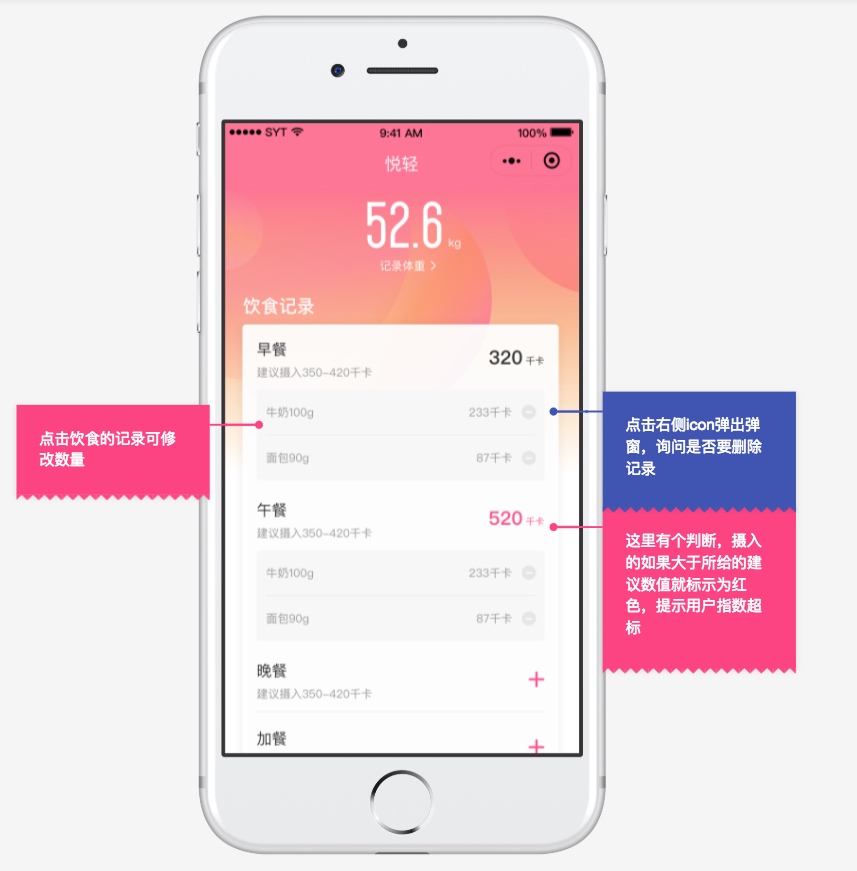 ●●●●● SYT 9:41 AM 100%
悦轻
52.6 kg
记录体重 >
饮食记录
早餐
320 千卡
建议摄入350-420千卡
牛奶100g 233千卡
面包90g 87千卡
午餐
520 千卡
建议摄入350-420千卡
牛奶100g 233千卡
面包90g 87千卡
晚餐
建议摄入350-420千卡
加餐
点击饮食的记录可修
改数量
点击右侧icon弹出弹
窗，询问是否要删除
记录
这里有个判断，摄入
的如果大于所给的建
议数值就标示为红
色，提示用户指数超
标